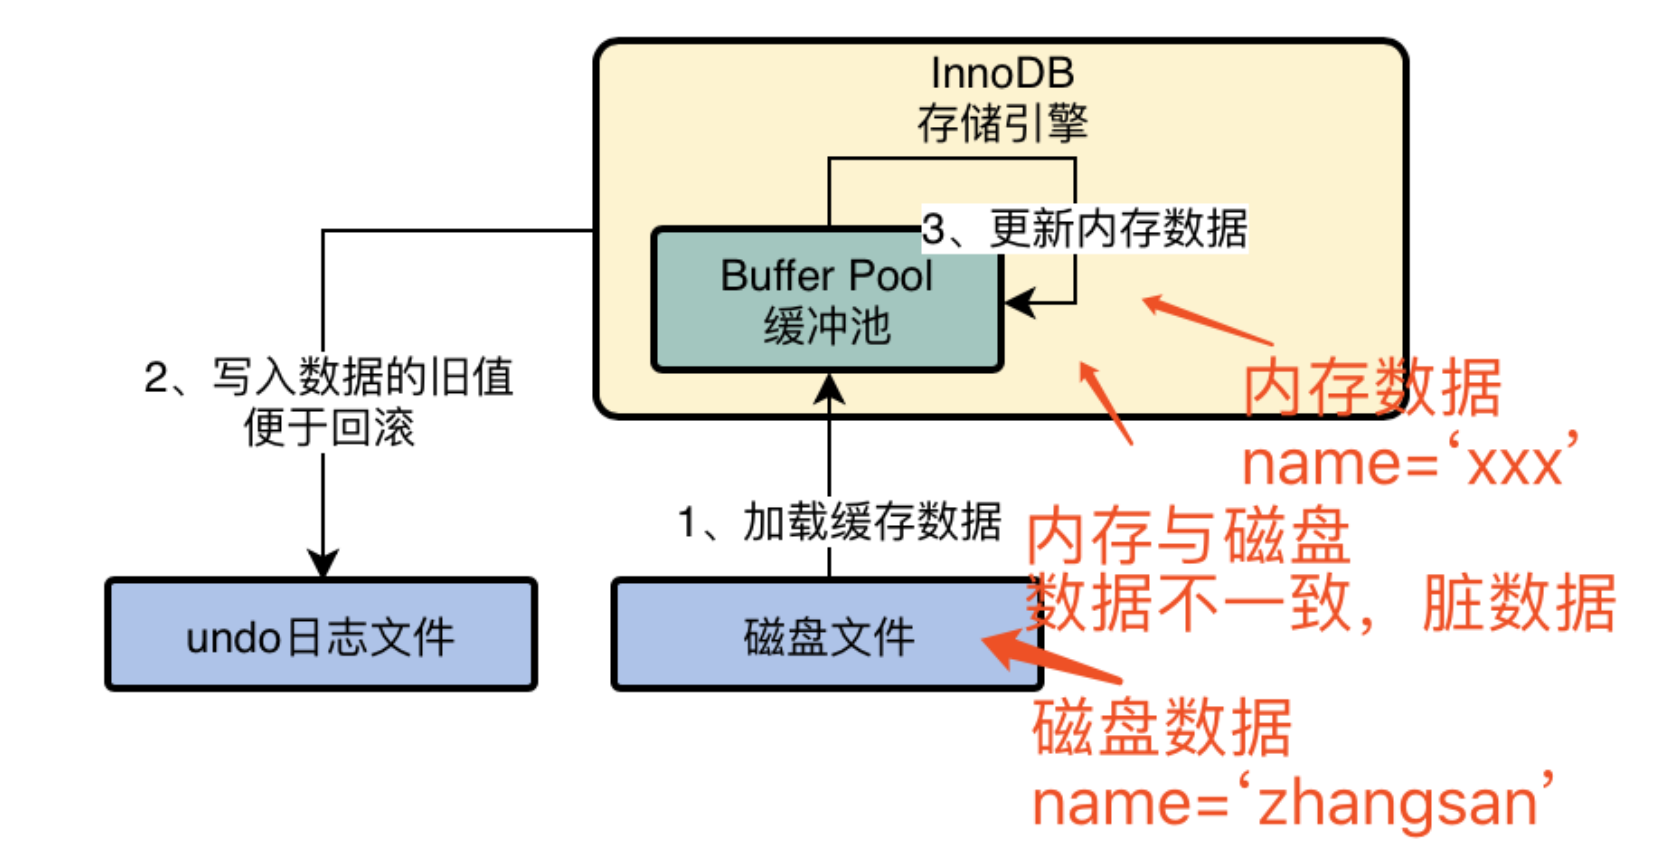 InnoDB
存储引擎
3、更新内存数据
Buffer Pool
缓冲池
2、写入数据的旧值
便于回滚
内存数据
name=‘xxx’
1、加载缓存数据
内存与磁盘
数据不一致，脏数据
undo日志文件
磁盘文件
磁盘数据
name=‘zhangsan’